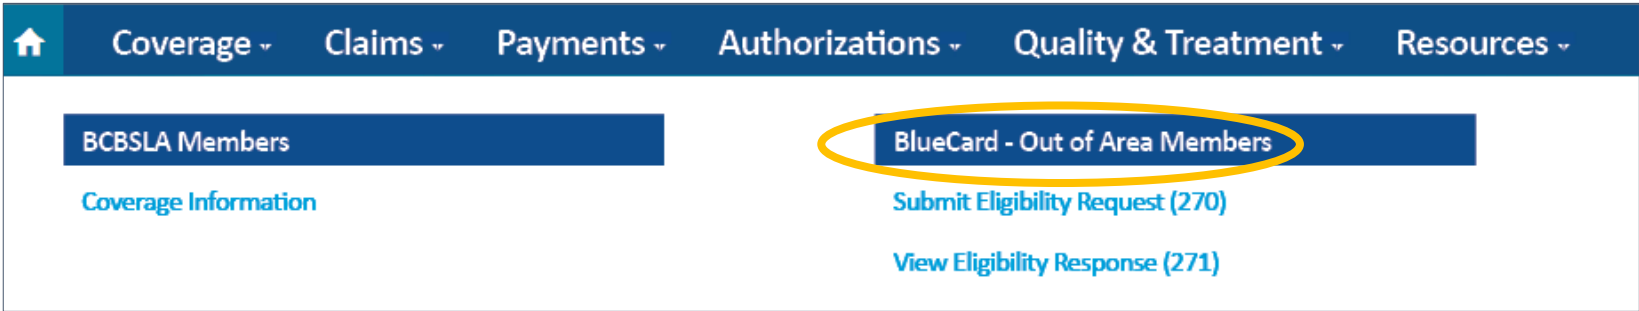 Coverage Claims Payments Authorizations Quality & Treatment Resources
BCBSLA Members
Coverage Information
BlueCard - Out of Area Members
Submit Eligibility Request (270)
View Eligibility Response (271)